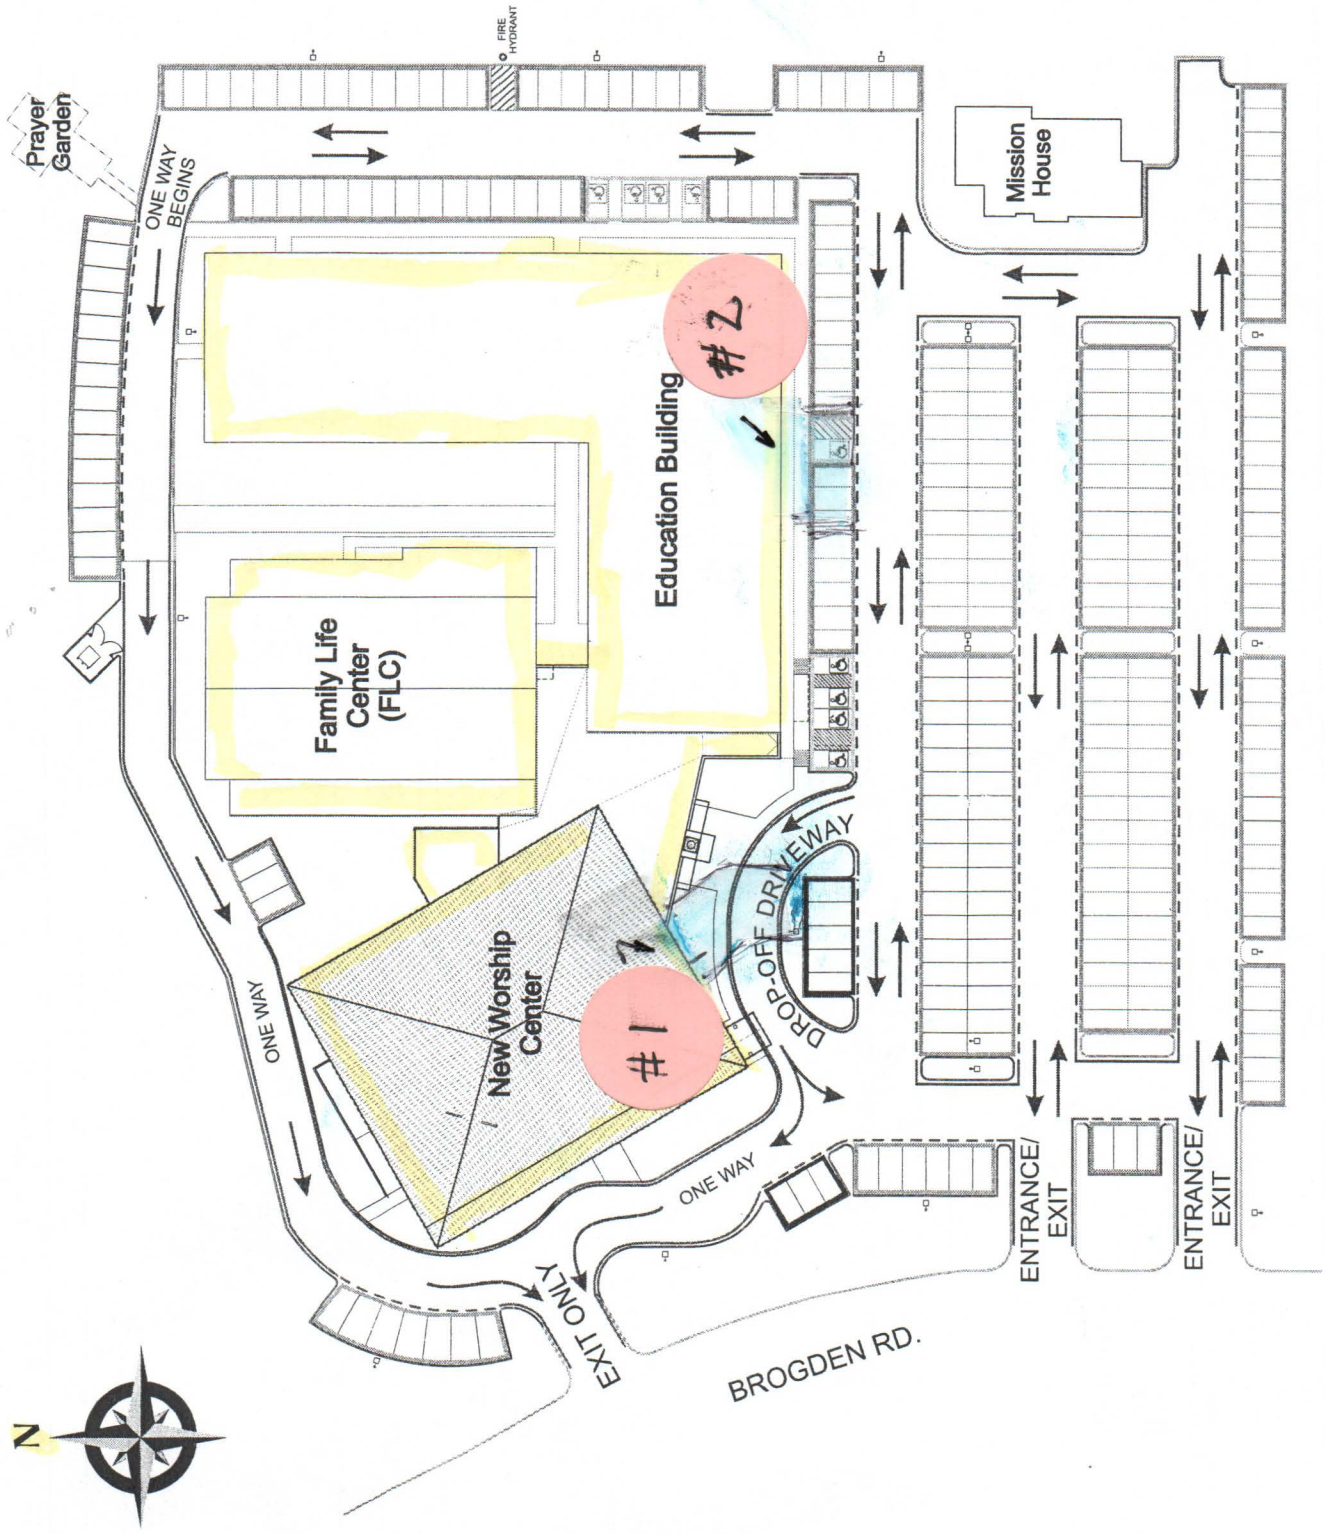 FIRE
HYDRANT
Prayer
Garden
ONE WAY
BEGINS
Mission
House
#2
Education Building
Family Life
Center
(FLC)
DROP-OFF DRIVEWAY
New Worship
Center
#1
ONE WAY
ONE WAY
ENTRANCE/
EXIT
ENTRANCE/
EXIT
EXIT ONLY
BROGDEN RD.
N